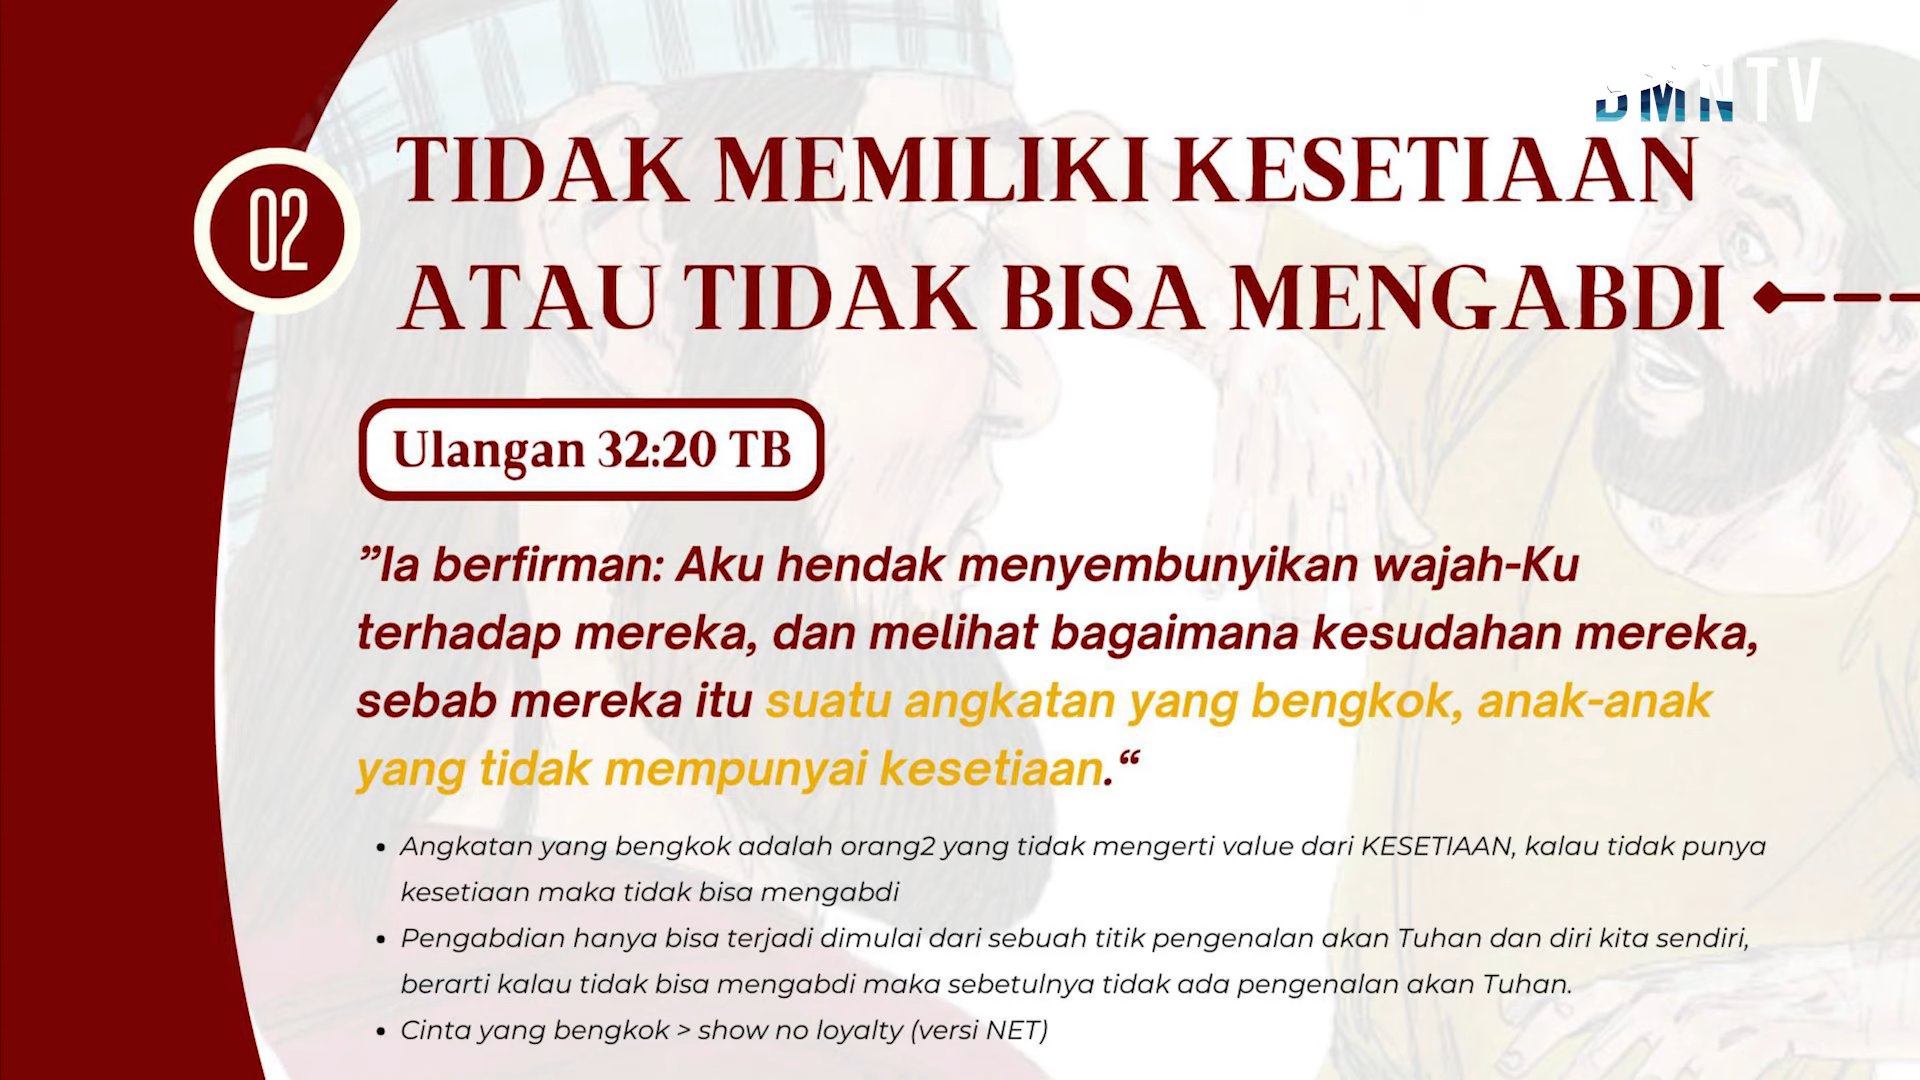 BMNTV
02
TIDAK MEMILIKI KESETIAAN
ATAU TIDAK BISA MENGABDI
Ulangan 32:20 TB
”Ia berfirman: Aku hendak menyembunyikan wajah-Ku
terhadap mereka, dan melihat bagaimana kesudahan mereka,
sebab mereka itu suatu angkatan yang bengkok, anak-anak
yang tidak mempunyai kesetiaan.“
• Angkatan yang bengkok adalah orang2 yang tidak mengerti value dari KESETIAAN, kalau tidak punya
kesetiaan maka tidak bisa mengabdi
• Pengabdian hanya bisa terjadi dimulai dari sebuah titik pengenalan akan Tuhan dan diri kita sendiri,
berarti kalau tidak bisa mengabdi maka sebetulnya tidak ada pengenalan akan Tuhan.
• Cinta yang bengkok > show no loyalty (versi NET)